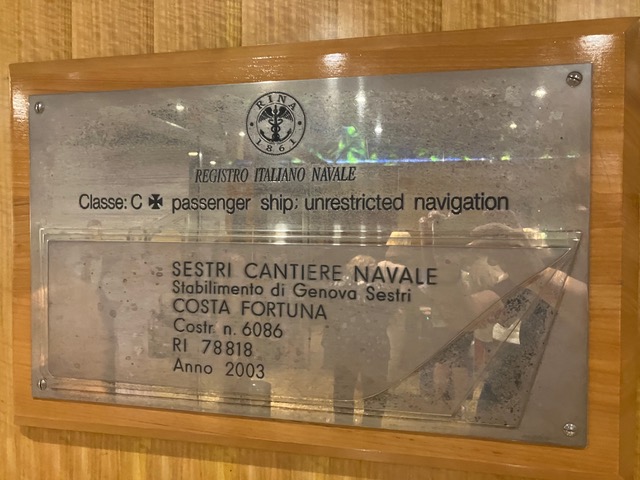 RINA
1861
REGISTRO ITALIANO NAVALE
Classe: C ✠ passenger ship; unrestricted navigation
SESTRI CANTIERE NAVALE
Stabilimento di Genova Sestri
COSTA FORTUNA
Costr. n. 6086
RI 78818
Anno 2003